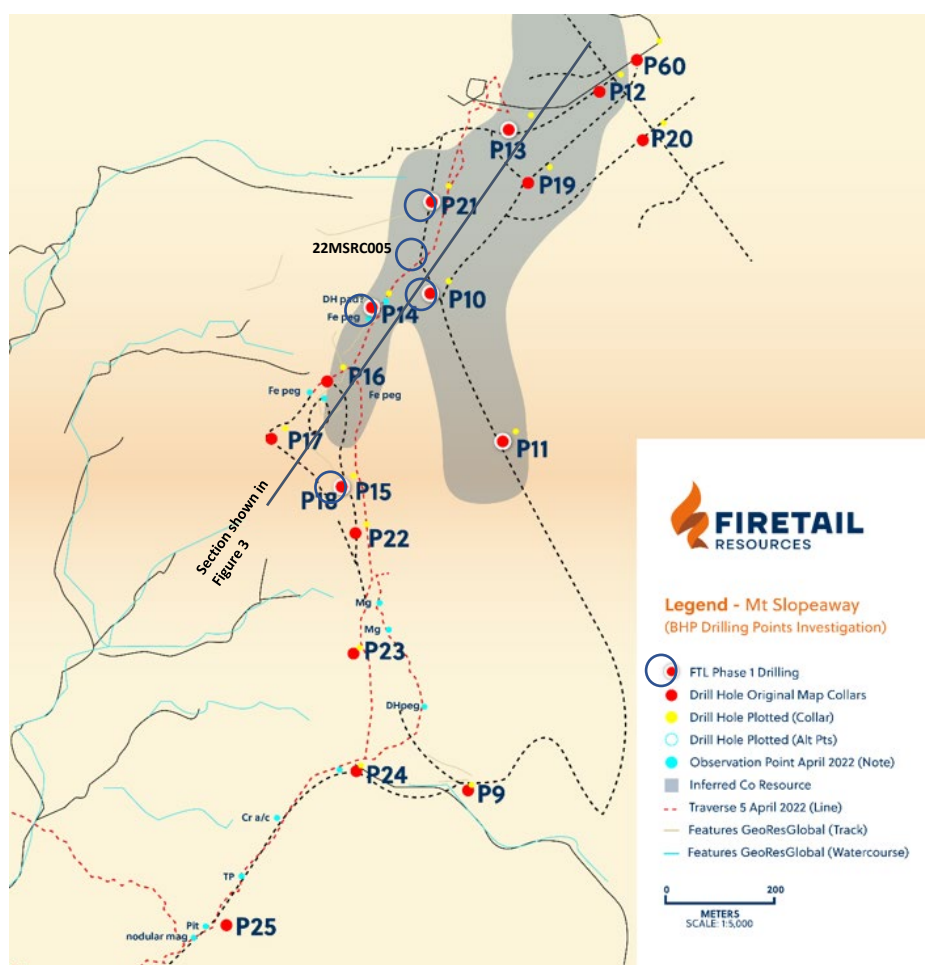 P60
P12
P20
P13
P19
P21
22MSRC005
P10
DH pad?
P14
Fe peg
P16
Fe peg
Fe peg
P17
P11
P18
P15
Section shown in
Figure 3
P22
Mg
Mg
P23
DHpeg
P24
P9
Cr a/c
TP
Pit
P25
nodular mag
FIRETAIL
RESOURCES
Legend - Mt Slopeaway
(BHP Drilling Points Investigation)
FTL Phase 1 Drilling
Drill Hole Original Map Collars
Drill Hole Plotted (Collar)
Drill Hole Plotted (Alt Pts)
Observation Point April 2022 (Note)
Inferred Co Resource
Traverse 5 April 2022 (Line)
Features GeoResGlobal (Track)
Features GeoResGlobal (Watercourse)
0 200
METERS
SCALE: 1:5,000